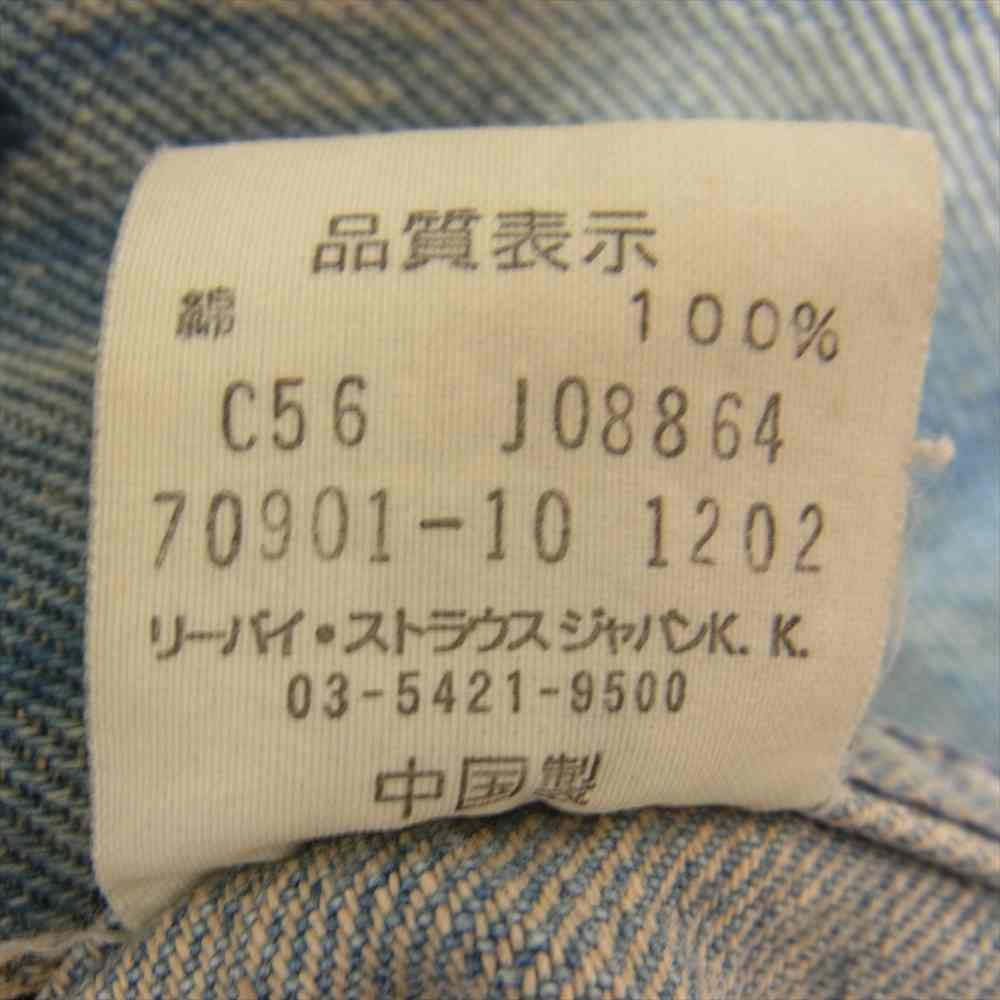 品質表示
綿 100%
C56 J08864
70901-10 1202
リーバイ・ストラウスジャパンK.K.
03-5421-9500
中国製